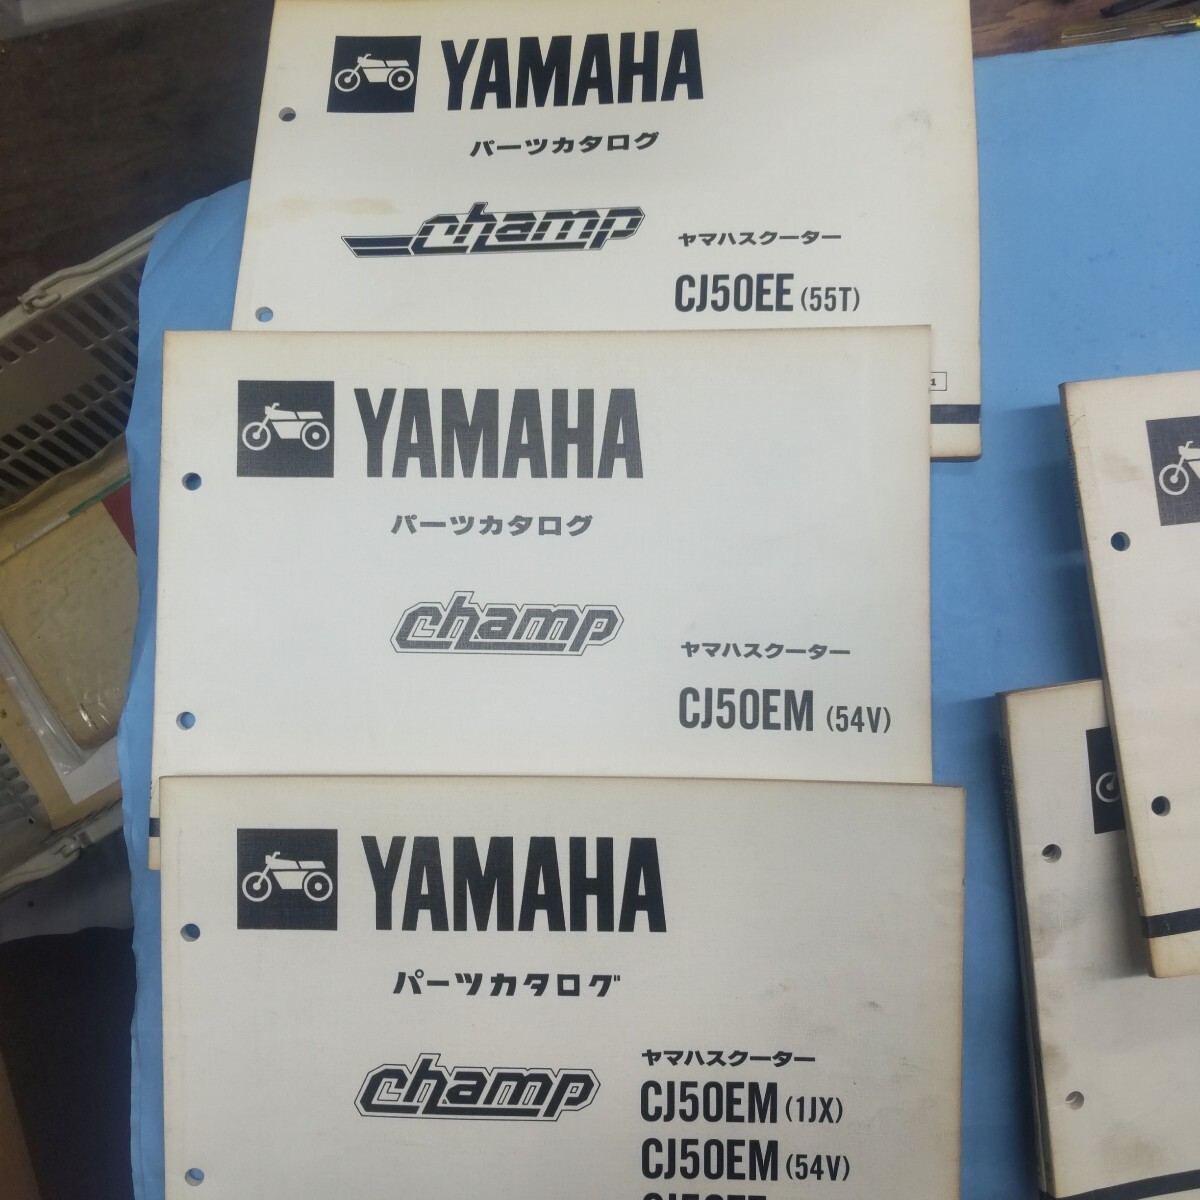 YAMAHA
パーツカタログ
champ
ヤマハスクーター
CJ50EE (55T)
1
YAMAHA
パーツカタログ
champ
ヤマハスクーター
CJ50EM (54V)
YAMAHA
パーツカタログ
champ
ヤマハスクーター
CJ50EM (1JX)
CJ50EM (54V)